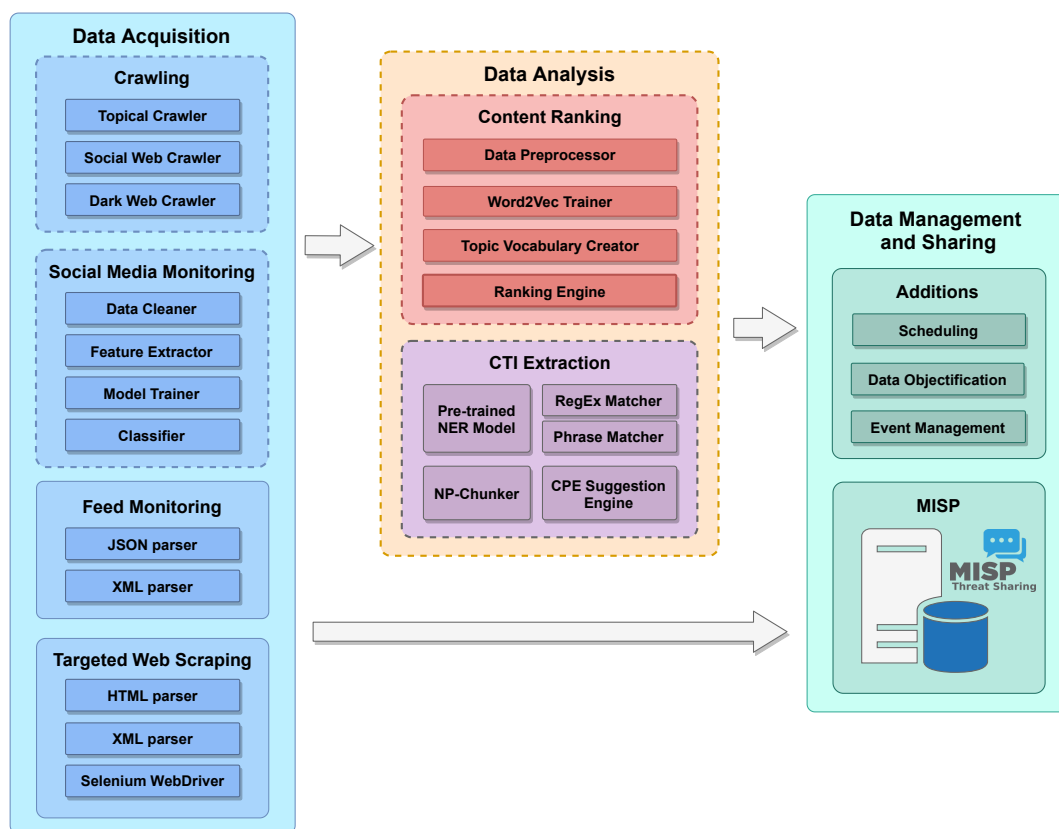 Data Acquisition
Crawling
Topical Crawler
Social Web Crawler
Dark Web Crawler
Social Media Monitoring
Data Cleaner
Feature Extractor
Model Trainer
Classifier
Feed Monitoring
JSON parser
XML parser
Targeted Web Scraping
HTML parser
XML parser
Selenium WebDriver
Data Analysis
Content Ranking
Data Preprocessor
Word2Vec Trainer
Topic Vocabulary Creator
Ranking Engine
CTI Extraction
Pre-trained
NER Model
RegEx Matcher
Phrase Matcher
NP-Chunker
CPE Suggestion
Engine
Data Management
and Sharing
Additions
Scheduling
Data Objectification
Event Management
MISP
MISP
Threat Sharing